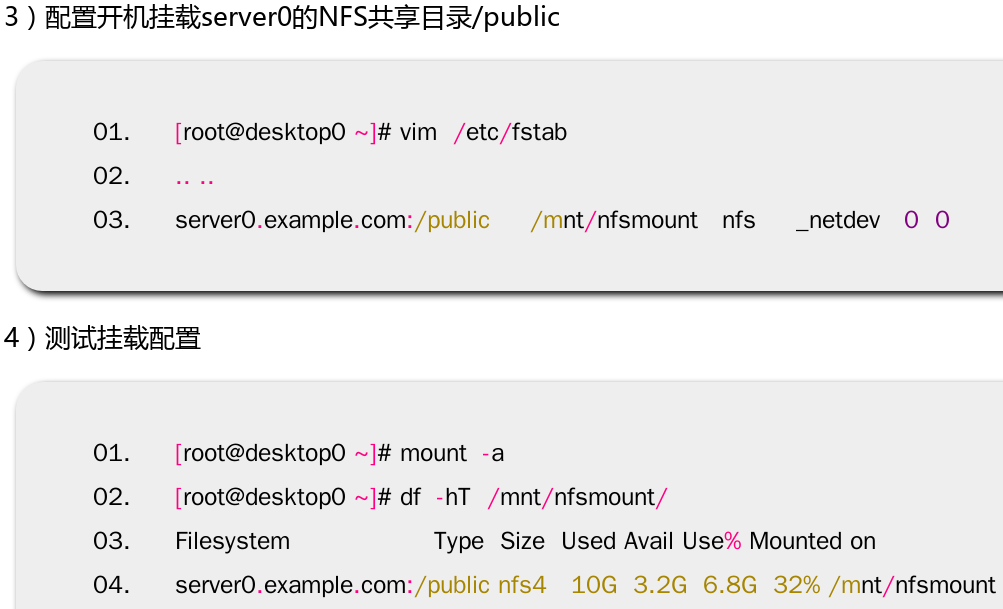 3）配置开机挂载server0的NFS共享目录/public
01. [root@desktop0 ~]# vim /etc/fstab
02. .. ..
03. server0.example.com:/public /mnt/nfsmount nfs _netdev 0 0
4）测试挂载配置
01. [root@desktop0 ~]# mount -a
02. [root@desktop0 ~]# df -hT /mnt/nfsmount/
03. Filesystem Type Size Used Avail Use% Mounted on
04. server0.example.com:/public nfs4 10G 3.2G 6.8G 32% /mnt/nfsmount